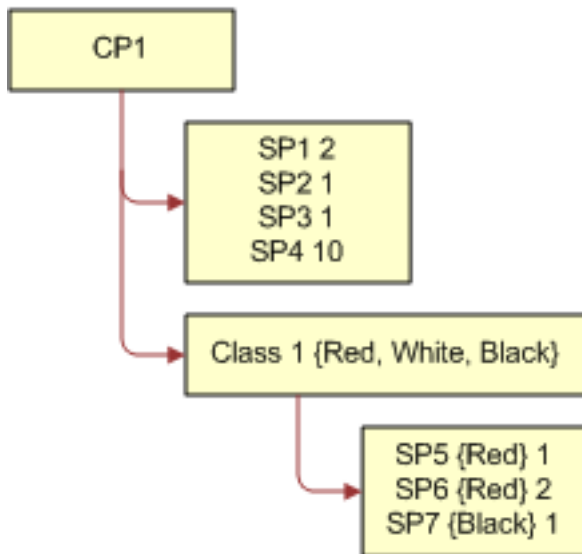 CP1
SP1 2
SP2 1
SP3 1
SP4 10
Class 1 {Red, White, Black}
SP5 {Red} 1
SP6 {Red} 2
SP7 {Black} 1